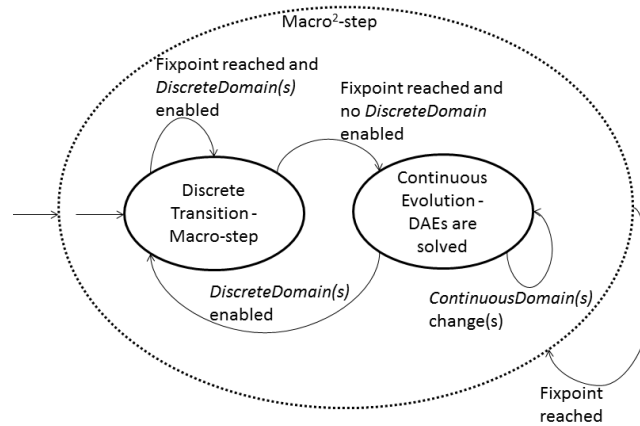 Macro²-step
Fixpoint reached and
DiscreteDomain(s)
enabled
Fixpoint reached and
no DiscreteDomain
enabled
Discrete
Transition -
Macro-step
Continuous
Evolution -
DAEs are
solved
DiscreteDomain(s)
enabled
ContinuousDomain(s)
change(s)
Fixpoint
reached